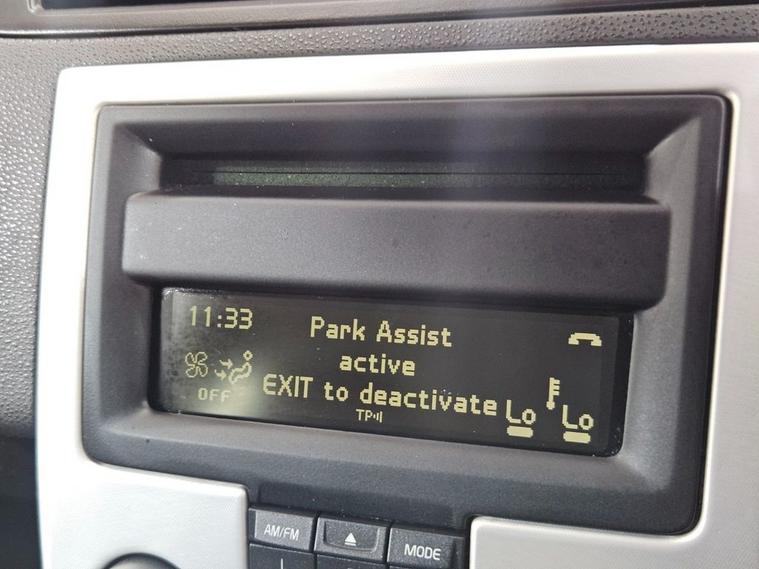 11:33
Park Assist
active
OFF
EXIT to deactivate
TP
Lo
Lo
AM/FM
MODE